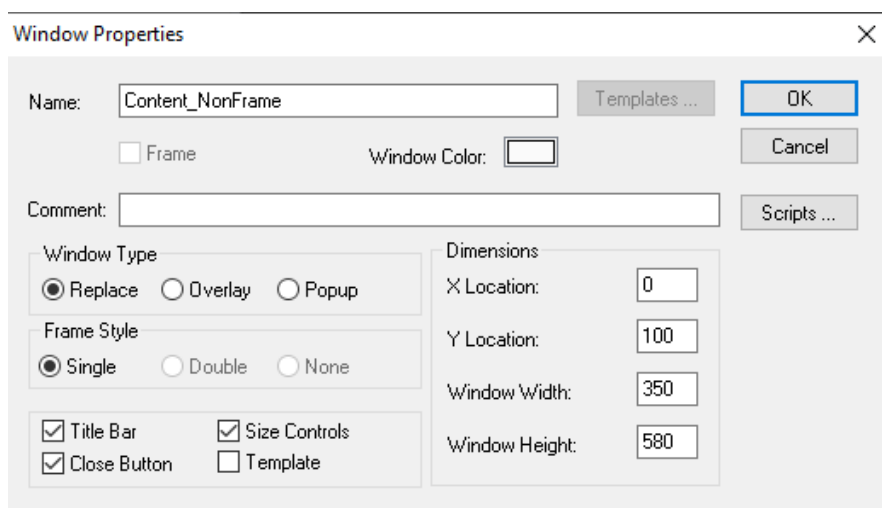 Window Properties
Name: Content_NonFrame Templates ... OK
Frame Window Color: Cancel
Comment: Scripts ...
Window Type
Replace Overlay Popup
Frame Style
Single Double None
Title Bar Size Controls
Close Button Template
Dimensions
X Location: 0
Y Location: 100
Window Width: 350
Window Height: 580